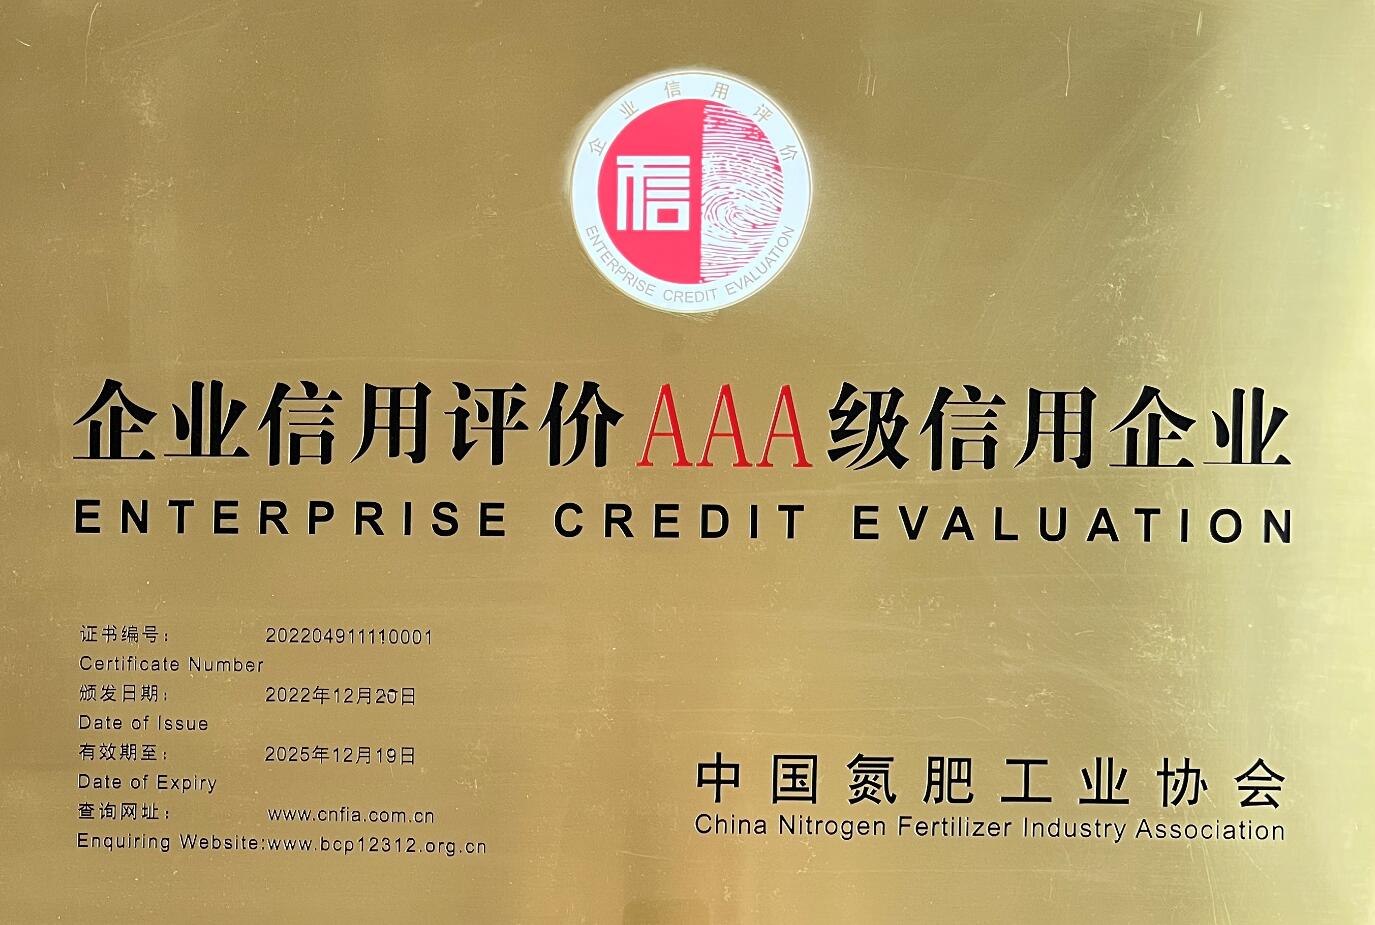 企业信用评价
信
ENTERPRISE CREDIT EVALUATION
企业信用评价AAA级信用企业
ENTERPRISE CREDIT EVALUATION
证书编号: 202204911110001
Certificate Number
颁发日期: 2022年12月20日
Date of Issue
有效期至: 2025年12月19日
Date of Expiry
查询网址: www.cnfia.com.cn
Enquiring Website:www.bcp12312.org.cn
中国氮肥工业协会
China Nitrogen Fertilizer Industry Association